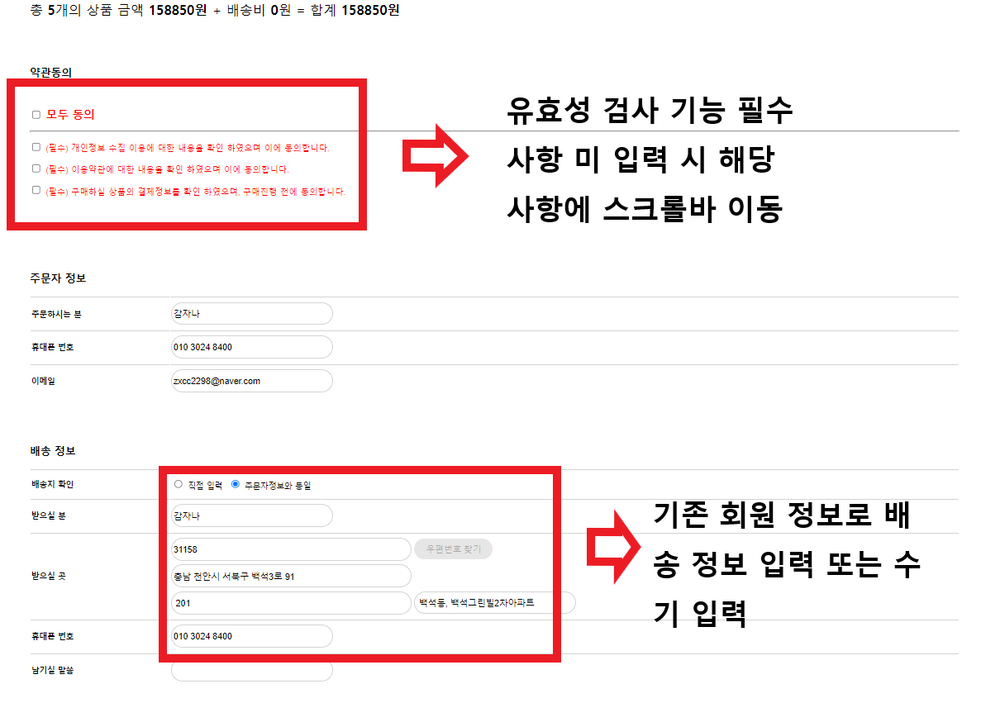 총 5개의 상품 금액 158850원 + 배송비 0원 = 합계 158850원
약관동의
모두 동의
(필수) 개인정보 수집 이용에 대한 내용을 확인 하였으며 이에 동의합니다.
(필수) 이용약관에 대한 내용을 확인 하였으며 이에 동의합니다.
(필수) 구매하실 상품의 결제정보를 확인 하였으며, 구매진행 전에 동의합니다.
유효성 검사 기능 필수
사항 미 입력 시 해당
사항에 스크롤바 이동
주문자 정보
주문하시는 분 감자나
휴대폰 번호 010 3024 8400
이메일 zxcc2298@naver.com
배송 정보
배송지 확인 직접 입력 주문자정보와 동일
받으실 분 감자나
31158 우편번호 찾기
받으실 곳 충남 천안시 서북구 백석3로 91
201 백석동, 백석그린빌2차아파트
휴대폰 번호 010 3024 8400
남기실 말씀
기존 회원 정보로 배
송 정보 입력 또는 수
기 입력